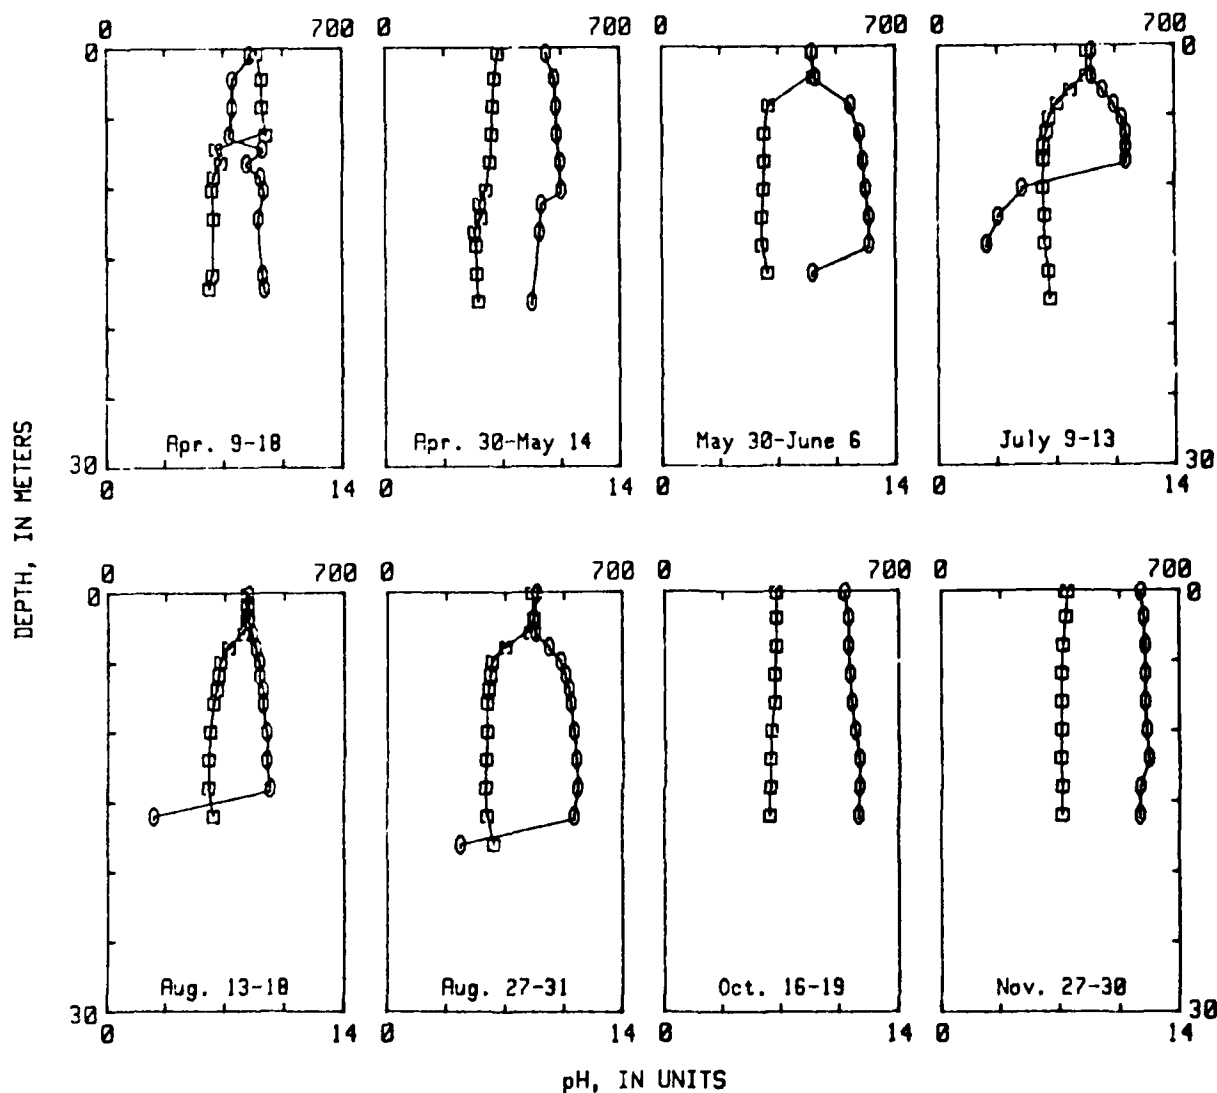 0 700 0 700 0 700 0 700
0 0
Apr. 9-18 Apr. 30-May 14 May 30-June 6 July 9-13
30 30
0 14 0 14 0 14 0 14
DEPTH, IN METERS
0 700 0 700 0 700 0 700
0 0
Aug. 13-18 Aug. 27-31 Oct. 16-19 Nov. 27-30
30 30
0 14 0 14 0 14 0 14
pH, IN UNITS